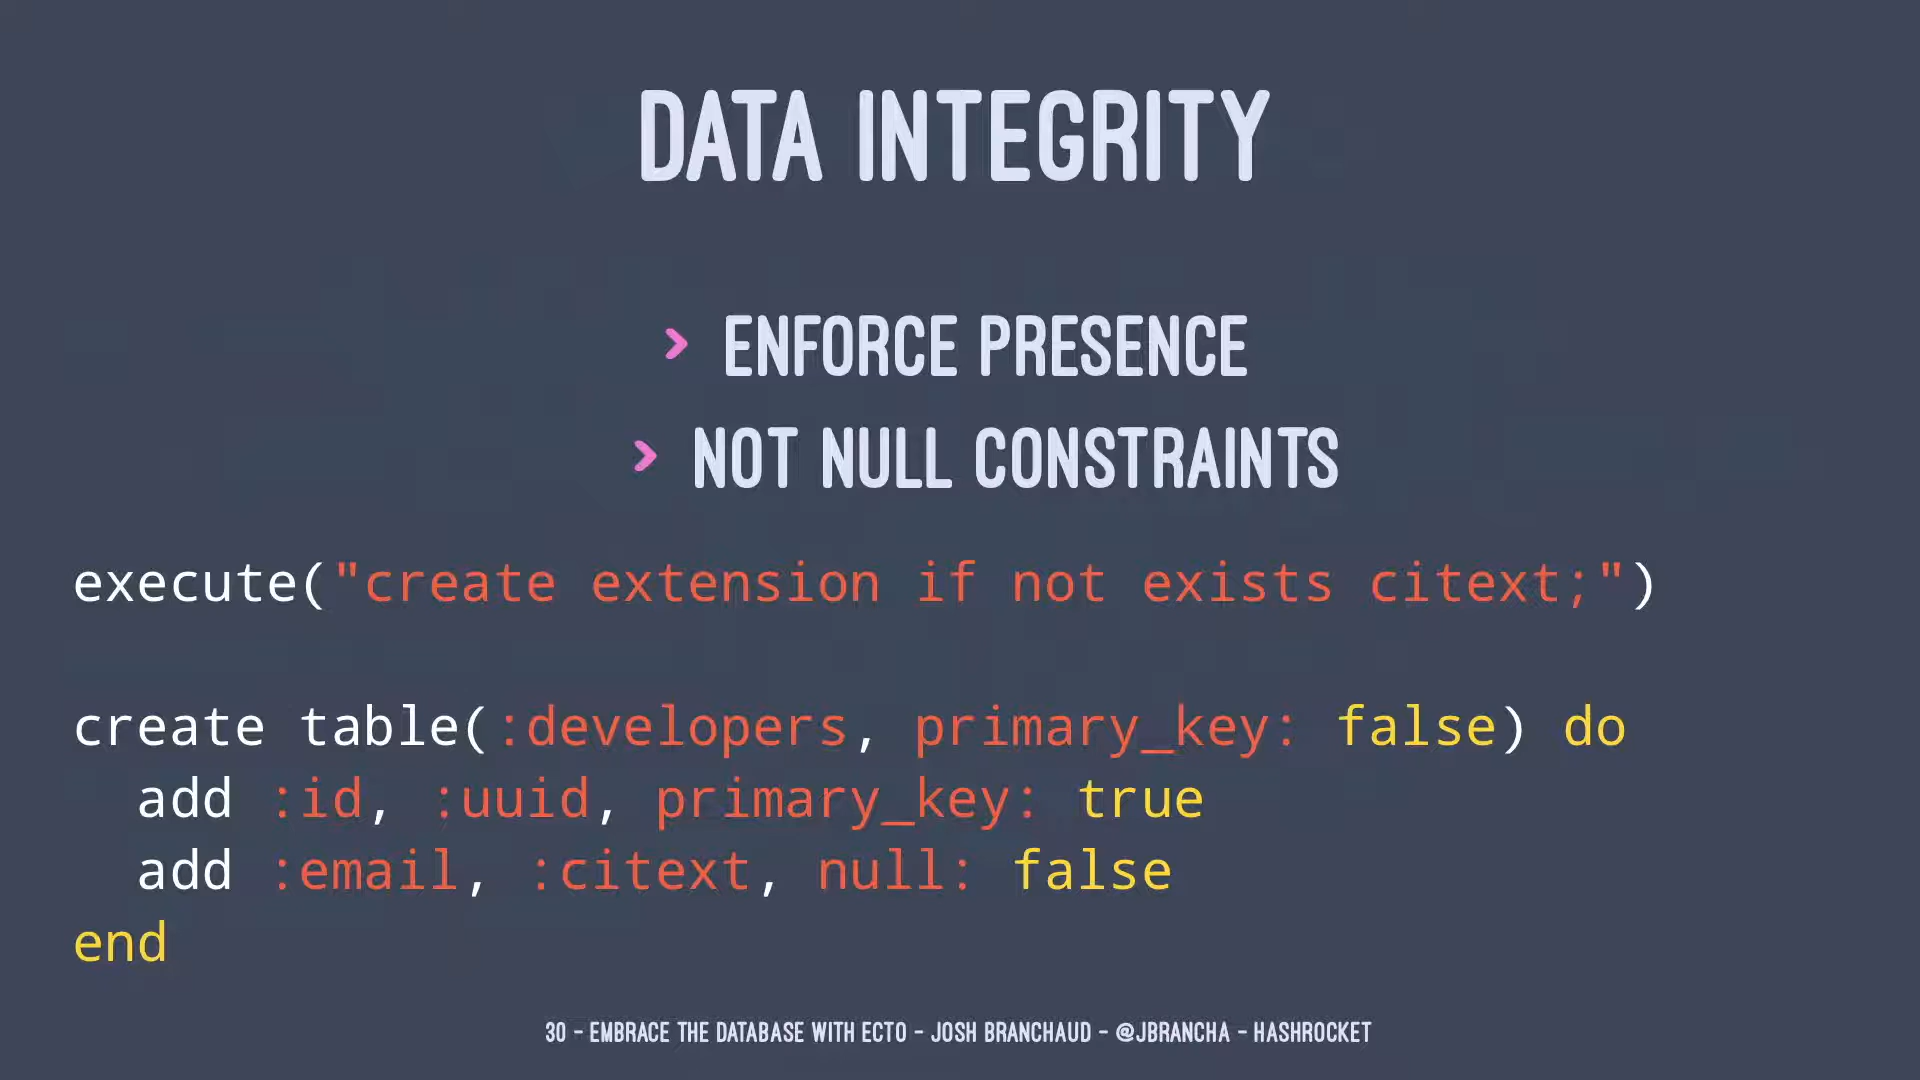 DATA INTEGRITY
> ENFORCE PRESENCE
> NOT NULL CONSTRAINTS
execute("create extension if not exists citext;")
create table(:developers, primary_key: false) do
  add :id, :uuid, primary_key: true
  add :email, :citext, null: false
end
30 - EMBRACE THE DATABASE WITH ECTO - JOSH BRANCHAUD - @JBRANCHA - HASHROCKET